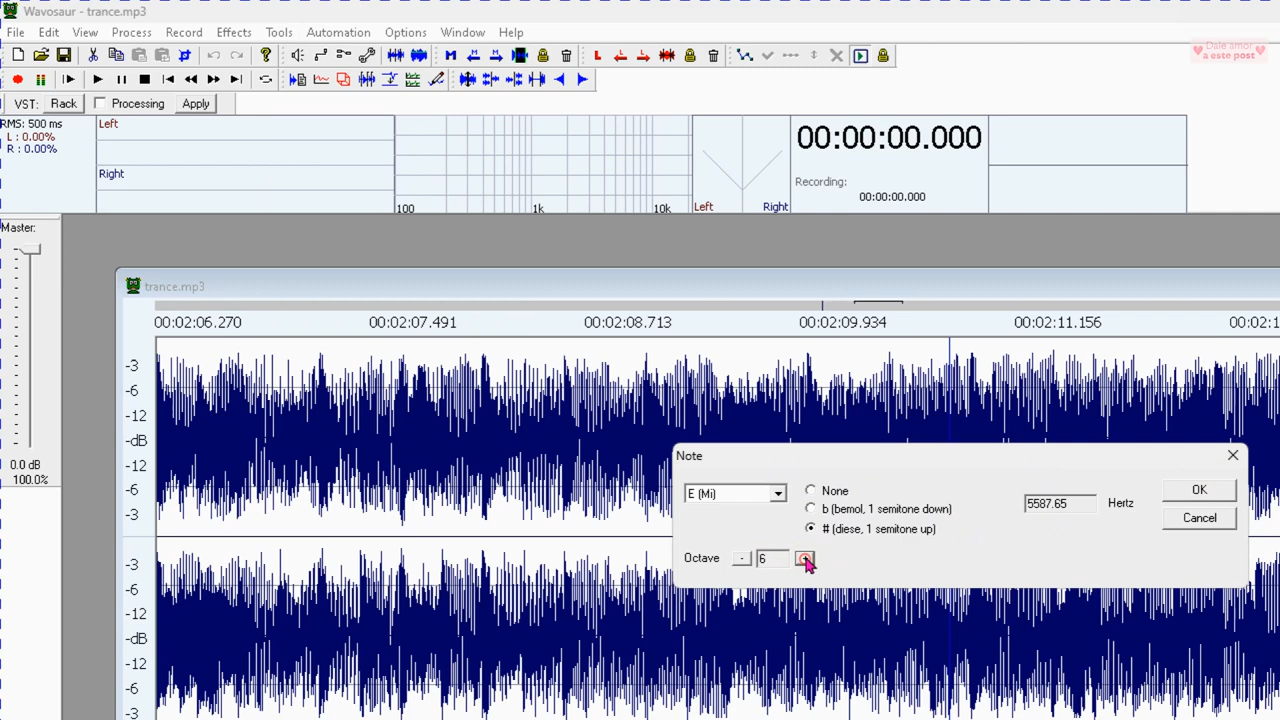 Wavosaur - trance.mp3
File Edit View Process Record Effects Tools Automation Options Window Help
Dale amor
a este post
VST: Rack Processing Apply
RMS: 500 ms
L : 0.00%
R : 0.00%
Left
Right
100 1k 10k
Left Right
00:00:00.000
Recording:
00:00:00.000
Master:
0.0 dB
100.0%
trance.mp3
00:02:06.270 00:02:07.491 00:02:08.713 00:02:09.934 00:02:11.156 00:02:1
-3
-6
-12
-dB
-12
-6
-3
-3
-6
-12
-dB
-12
-6
-3
Note
E (Mi)
None
b (bemol, 1 semitone down)
# (diese, 1 semitone up)
5587.65 Hertz
OK
Cancel
Octave - 6